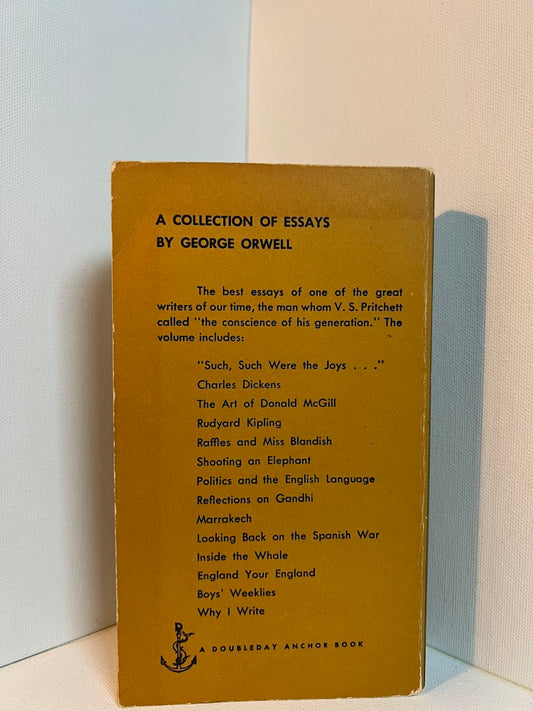 A COLLECTION OF ESSAYS
BY GEORGE ORWELL
The best essays of one of the great
writers of our time, the man whom V. S. Pritchett
called "the conscience of his generation." The
volume includes:
"Such, Such Were the Joys . . ."
Charles Dickens
The Art of Donald McGill
Rudyard Kipling
Raffles and Miss Blandish
Shooting an Elephant
Politics and the English Language
Reflections on Gandhi
Marrakech
Looking Back on the Spanish War
Inside the Whale
England Your England
Boys' Weeklies
Why I Write
A DOUBLEDAY ANCHOR BOOK